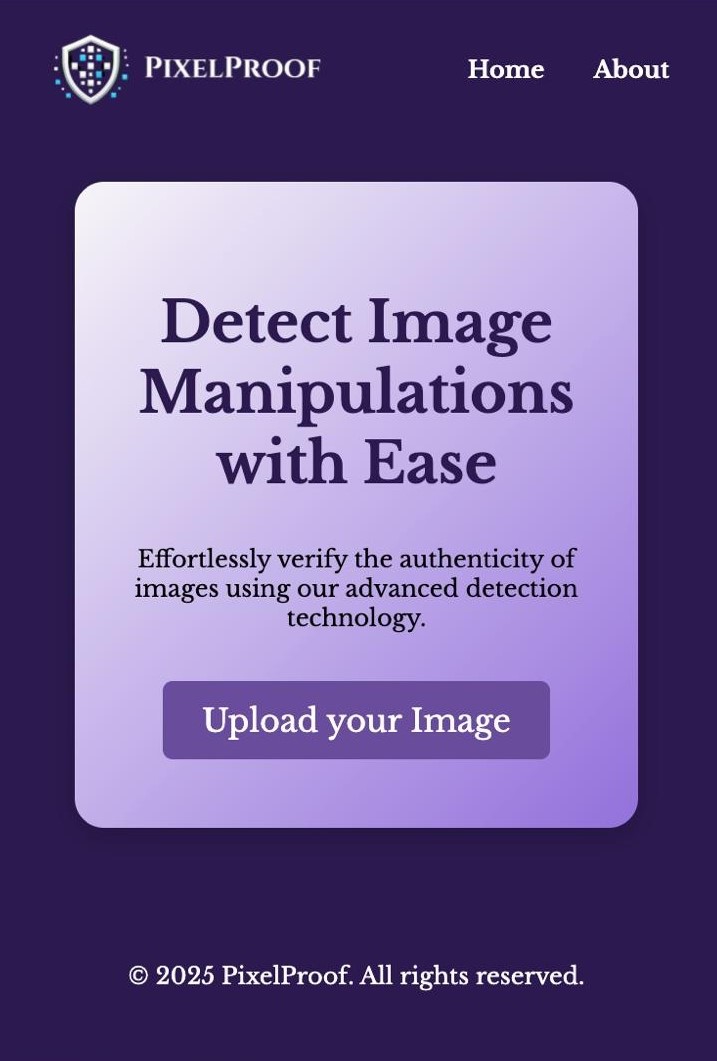 PIXELPROOF
Home
About
Detect Image
Manipulations
with Ease
Effortlessly verify the authenticity of
images using our advanced detection
technology.
Upload your Image
© 2025 PixelProof. All rights reserved.